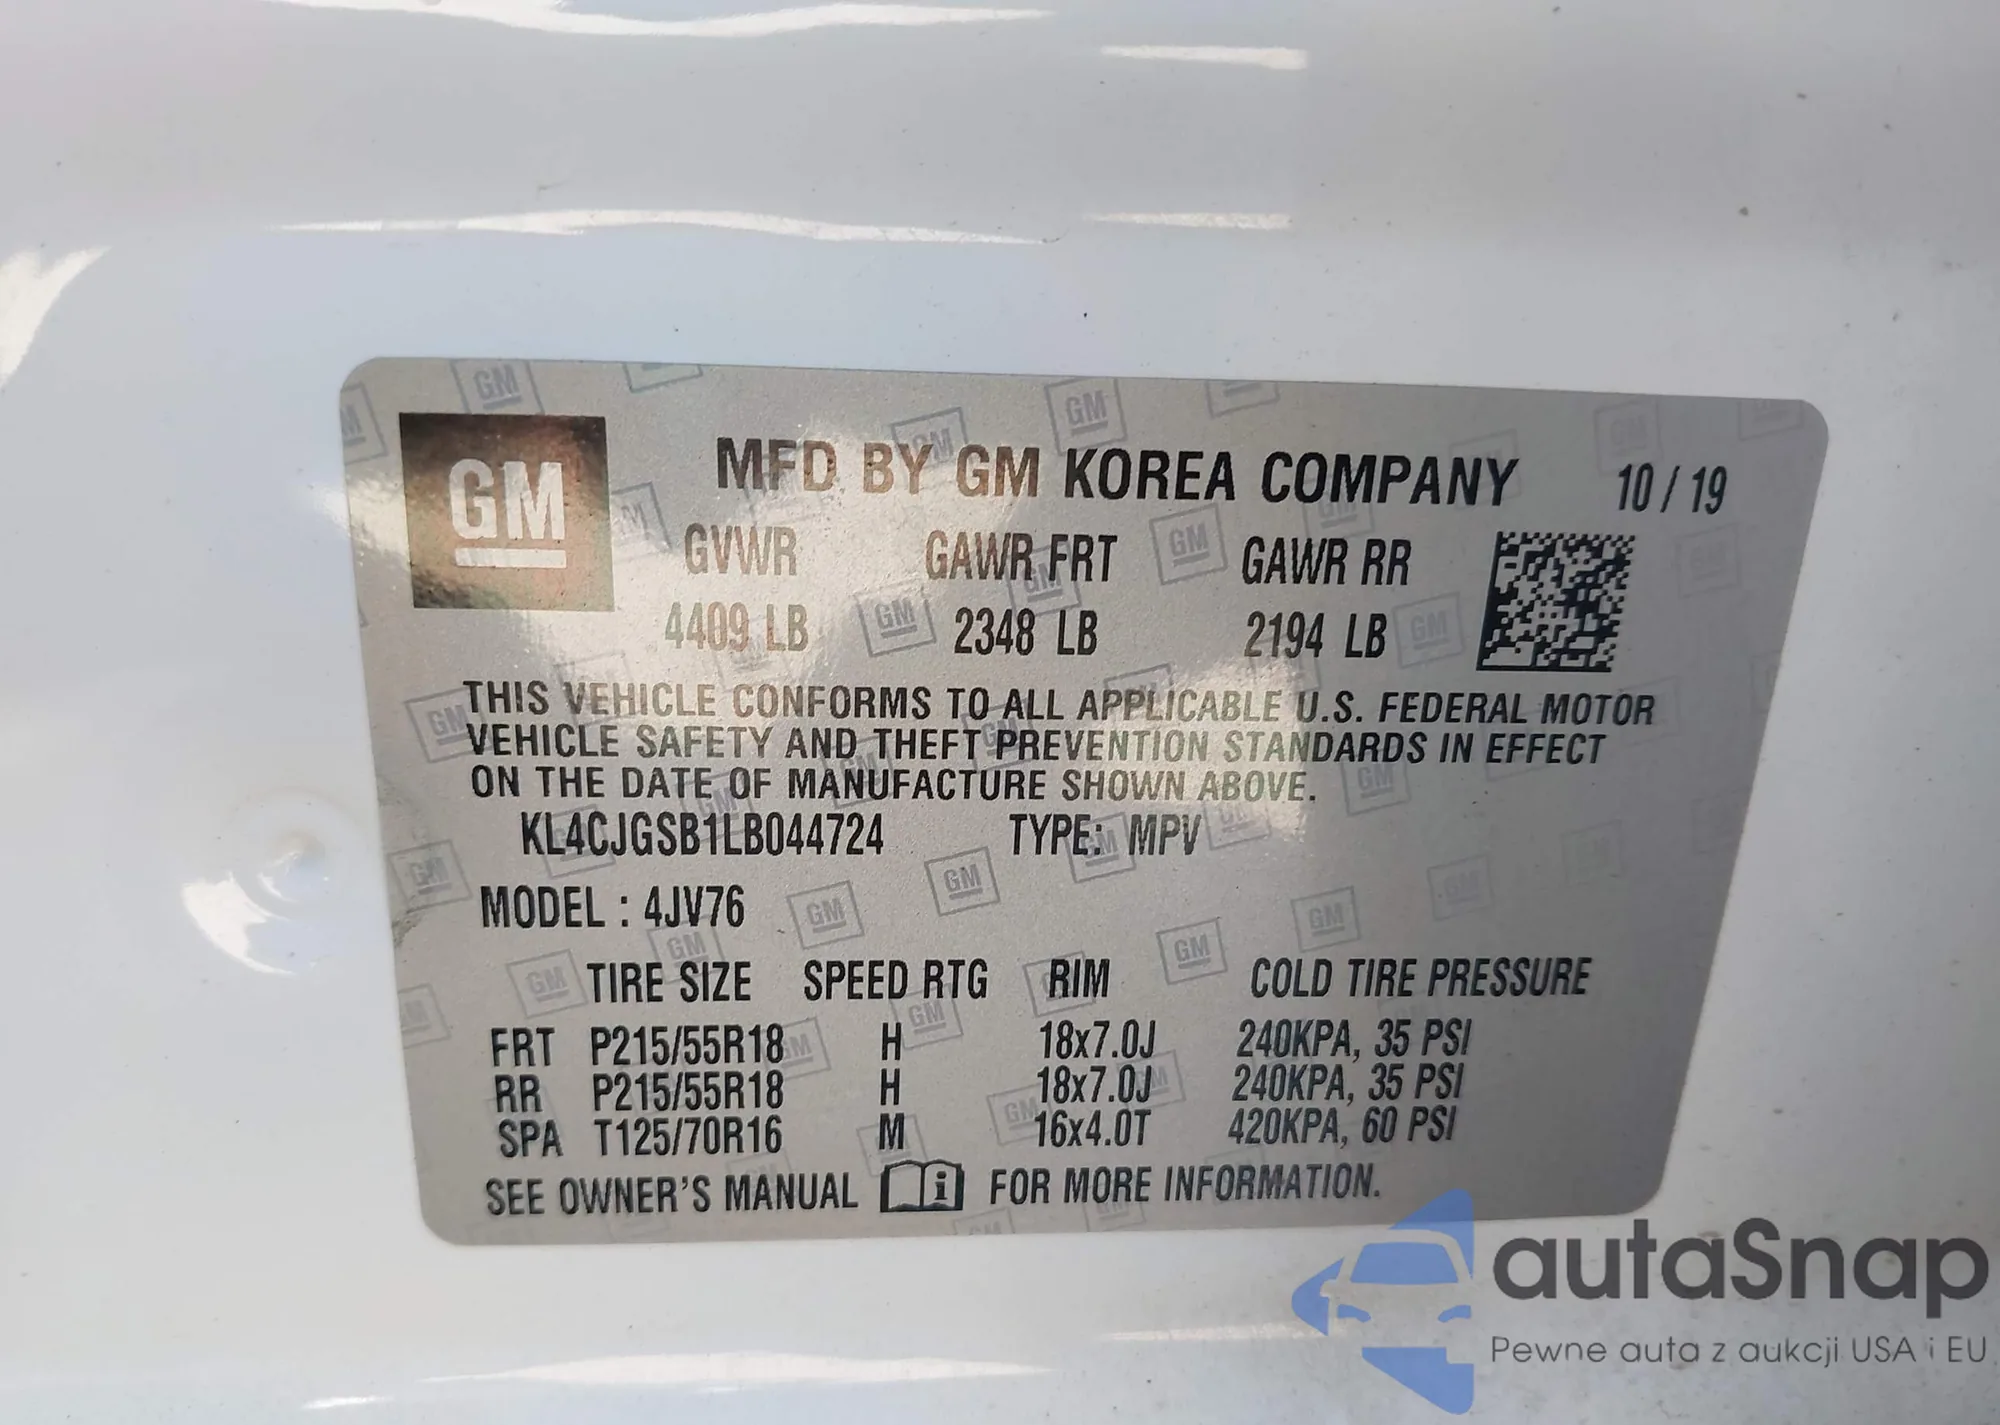 GM
MFD BY GM KOREA COMPANY 10 / 19
GVWR GAWR FRT GAWR RR
4409 LB 2348 LB 2194 LB
THIS VEHICLE CONFORMS TO ALL APPLICABLE U.S. FEDERAL MOTOR
VEHICLE SAFETY AND THEFT PREVENTION STANDARDS IN EFFECT
ON THE DATE OF MANUFACTURE SHOWN ABOVE.
KL4CJGSB1LB044724 TYPE: MPV
MODEL : 4JV76
TIRE SIZE SPEED RTG RIM COLD TIRE PRESSURE
FRT P215/55R18 H 18x7.0J 240KPA, 35 PSI
RR P215/55R18 H 18x7.0J 240KPA, 35 PSI
SPA T125/70R16 M 16x4.0T 420KPA, 60 PSI
SEE OWNER'S MANUAL i FOR MORE INFORMATION.
autaSnap
Pewne auta z aukcji USA i EU